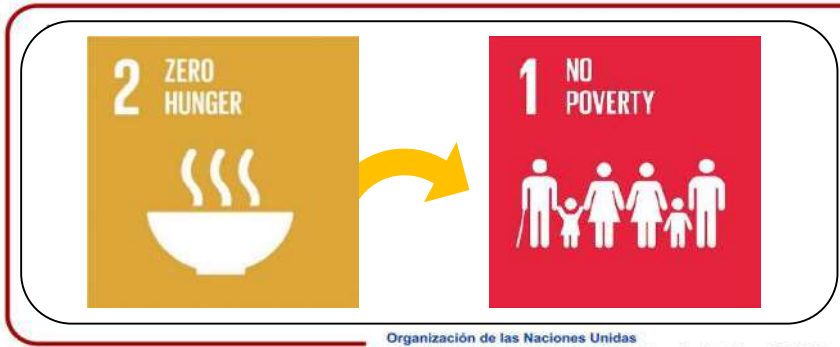 2 ZERO
HUNGER
1 NO
POVERTY
Organización de las Naciones Unidas